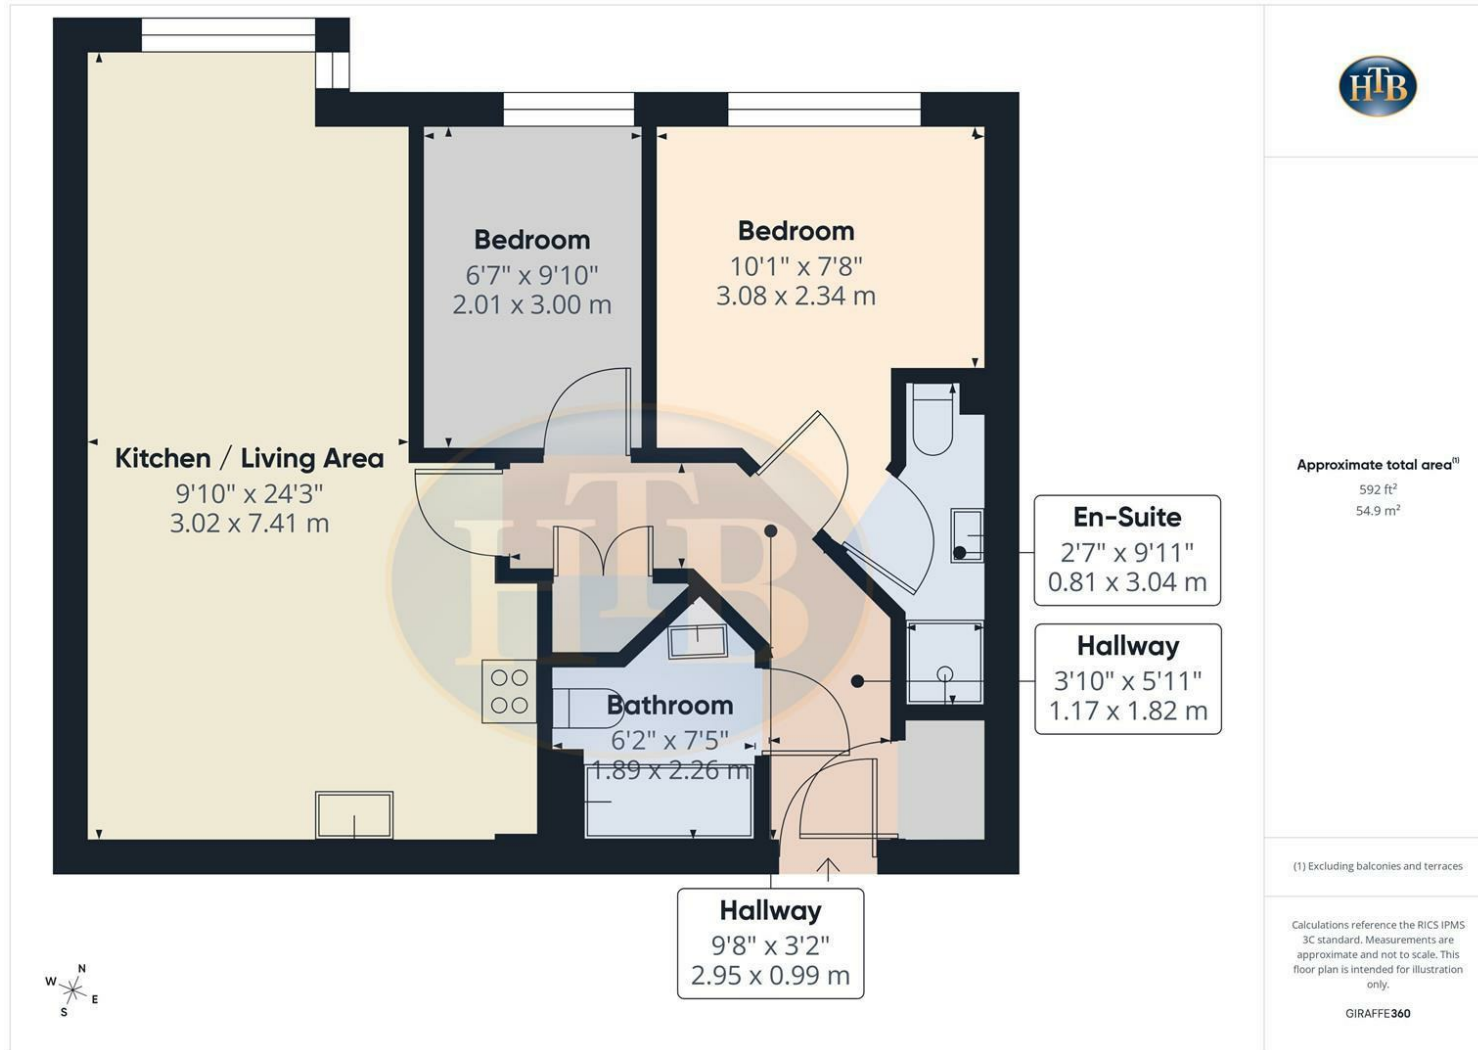 HTB
Bedroom
6'7" x 9'10"
2.01 x 3.00 m
Bedroom
10'1" x 7'8"
3.08 x 2.34 m
Kitchen / Living Area
9'10" x 24'3"
3.02 x 7.41 m
HTB
En-Suite
2'7" x 9'11"
0.81 x 3.04 m
Hallway
3'10" x 5'11"
1.17 x 1.82 m
Bathroom
6'2" x 7'5"
1.89 x 2.26 m
Hallway
9'8" x 3'2"
2.95 x 0.99 m
N
W
E
S
Approximate total area(1)
592 ft²
54.9 m²
(1) Excluding balconies and terraces
Calculations reference the RICS IPMS
3C standard. Measurements are
approximate and not to scale. This
floor plan is intended for illustration
only.
GIRAFFE360